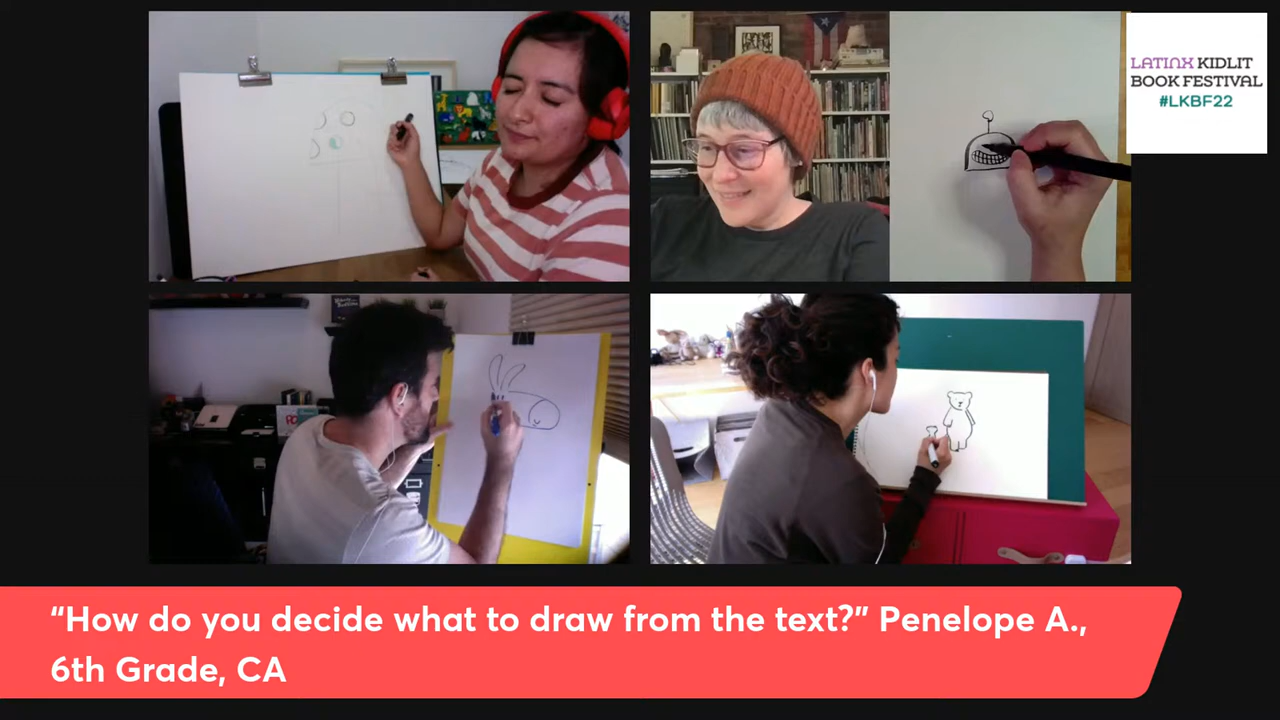 LATINX KIDLIT
BOOK FESTIVAL
#LKBF22
“How do you decide what to draw from the text?” Penelope A.,
6th Grade, CA